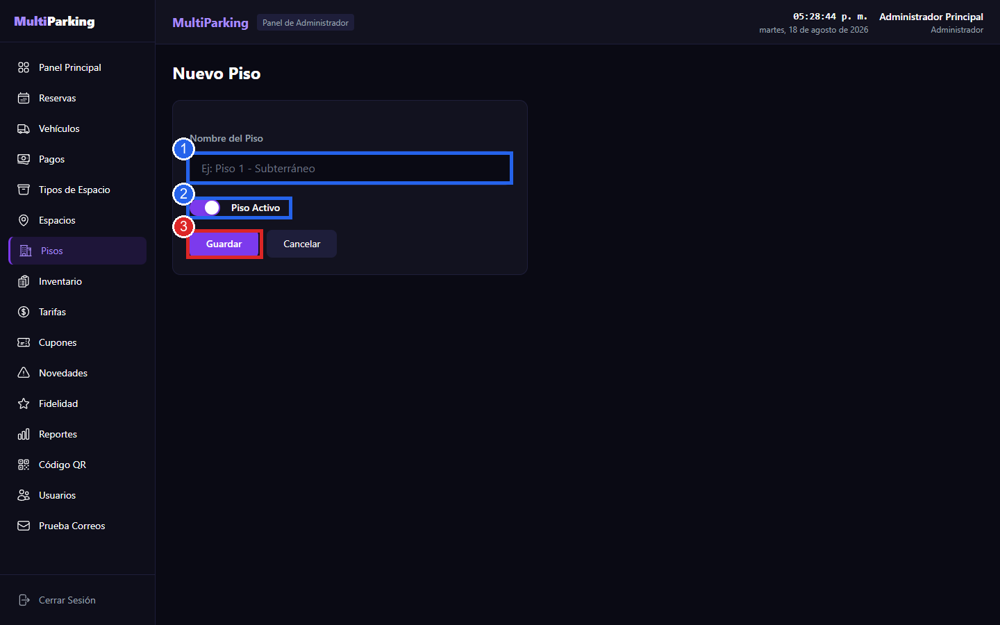 MultiParking
Panel Principal
Reservas
Vehículos
Pagos
Tipos de Espacio
Espacios
Pisos
Inventario
Tarifas
Cupones
Novedades
Fidelidad
Reportes
Código QR
Usuarios
Prueba Correos
Cerrar Sesión
MultiParking
Panel de Administrador
05:28:44 p. m.
martes, 18 de agosto de 2026
Administrador Principal
Administrador
Nuevo Piso
Nombre del Piso
1
Ej: Piso 1 - Subterráneo
2
Piso Activo
3
Guardar
Cancelar